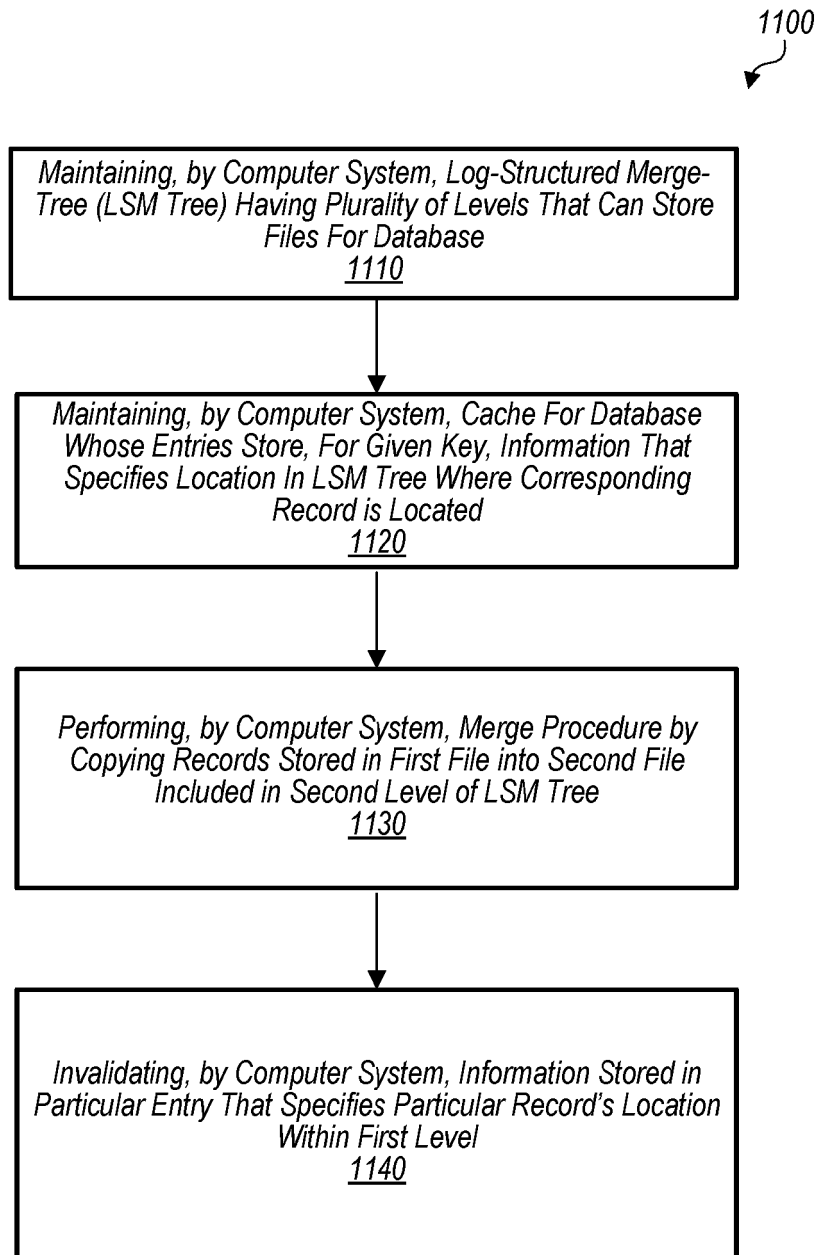 1100
Maintaining, by Computer System, Log-Structured Merge-
Tree (LSM Tree) Having Plurality of Levels That Can Store
Files For Database
1110
Maintaining, by Computer System, Cache For Database
Whose Entries Store, For Given Key, Information That
Specifies Location In LSM Tree Where Corresponding
Record is Located
1120
Performing, by Computer System, Merge Procedure by
Copying Records Stored in First File into Second File
Included in Second Level of LSM Tree
1130
Invalidating, by Computer System, Information Stored in
Particular Entry That Specifies Particular Record's Location
Within First Level
1140